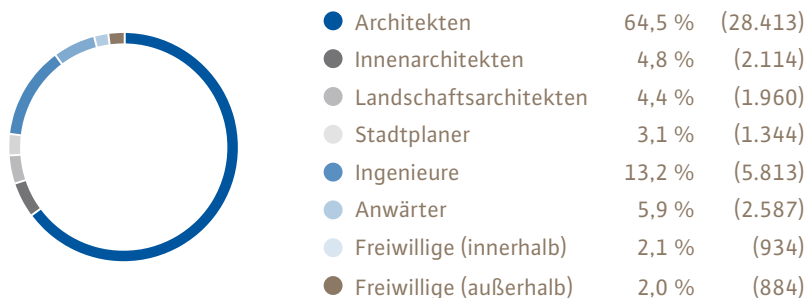 Architekten 64,5 % (28.413)
Innenarchitekten 4,8 % (2.114)
Landschaftsarchitekten 4,4 % (1.960)
Stadtplaner 3,1 % (1.344)
Ingenieure 13,2 % (5.813)
Anwärter 5,9 % (2.587)
Freiwillige (innerhalb) 2,1 % (934)
Freiwillige (außerhalb) 2,0 % (884)